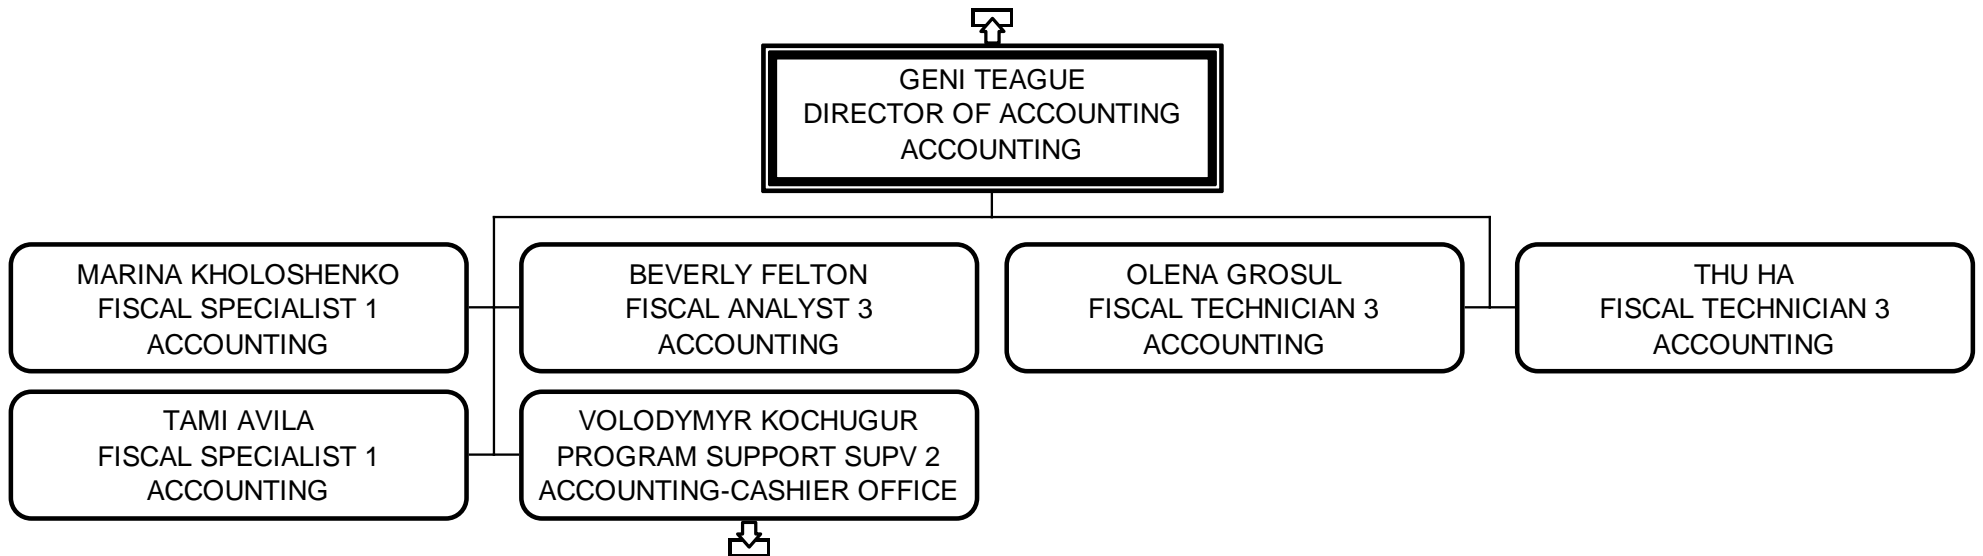 GENI TEAGUE
DIRECTOR OF ACCOUNTING
ACCOUNTING
MARINA KHOLOSHENKO
FISCAL SPECIALIST 1
ACCOUNTING
BEVERLY FELTON
FISCAL ANALYST 3
ACCOUNTING
OLENA GROSUL
FISCAL TECHNICIAN 3
ACCOUNTING
THU HA
FISCAL TECHNICIAN 3
ACCOUNTING
TAMI AVILA
FISCAL SPECIALIST 1
ACCOUNTING
VOLODYMYR KOCHUGUR
PROGRAM SUPPORT SUPV 2
ACCOUNTING-CASHIER OFFICE